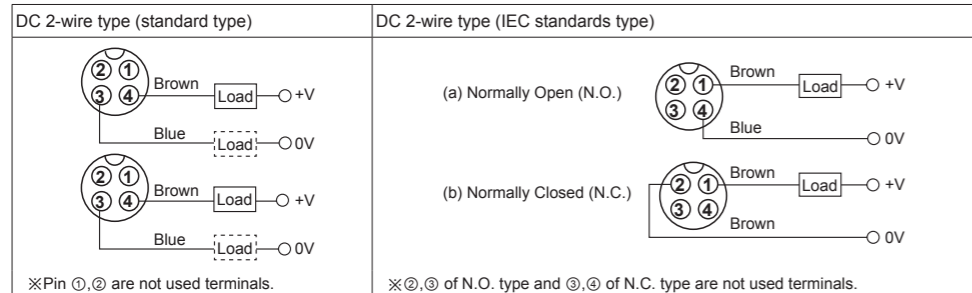 DC 2-wire type (standard type)
② ①
③ ④
Brown
Load
+V
Blue
Load
0V
② ①
③ ④
Brown
Load
+V
Blue
Load
0V
※Pin ①,② are not used terminals.
DC 2-wire type (IEC standards type)
(a) Normally Open (N.O.)
② ①
③ ④
Brown
Load
+V
Blue
0V
(b) Normally Closed (N.C.)
② ①
③ ④
Brown
Load
+V
Brown
0V
※②,③ of N.O. type and ③,④ of N.C. type are not used terminals.